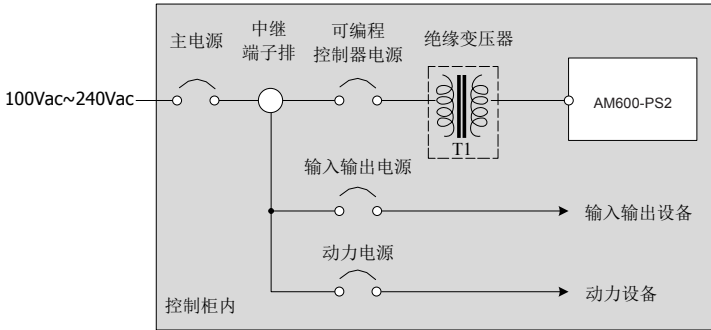 主电源
中继
端子排
可编程
控制器电源
绝缘变压器
100Vac~240Vac
AM600-PS2
T1
输入输出电源
输入输出设备
动力电源
动力设备
控制柜内